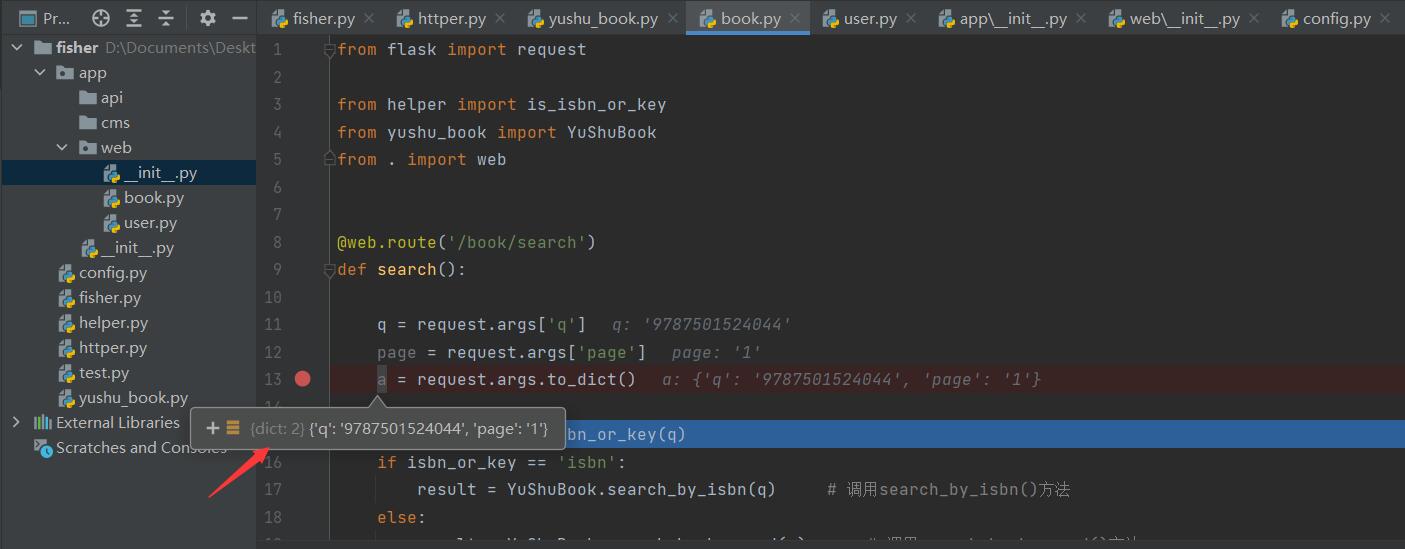 Pr...
fisher.py
httper.py
yushu_book.py
book.py
user.py
app\__init__.py
web\__init__.py
config.py
fisher D:\Documents\Deskt
app
api
cms
web
__init__.py
book.py
user.py
__init__.py
config.py
fisher.py
helper.py
httper.py
test.py
yushu_book.py
External Libraries
Scratches and Consoles
1 from flask import request
2
3 from helper import is_isbn_or_key
4 from yushu_book import YuShuBook
5 from . import web
6
7
8 @web.route('/book/search')
9 def search():
10
11 q = request.args['q'] q: '9787501524044'
12 page = request.args['page'] page: '1'
13 a = request.args.to_dict() a: {'q': '9787501524044', 'page': '1'}
14
{dict: 2} {'q': '9787501524044', 'page': '1'}
bn_or_key(q)
16 if isbn_or_key == 'isbn':
17 result = YuShuBook.search_by_isbn(q) # 调用search_by_isbn()方法
18 else: